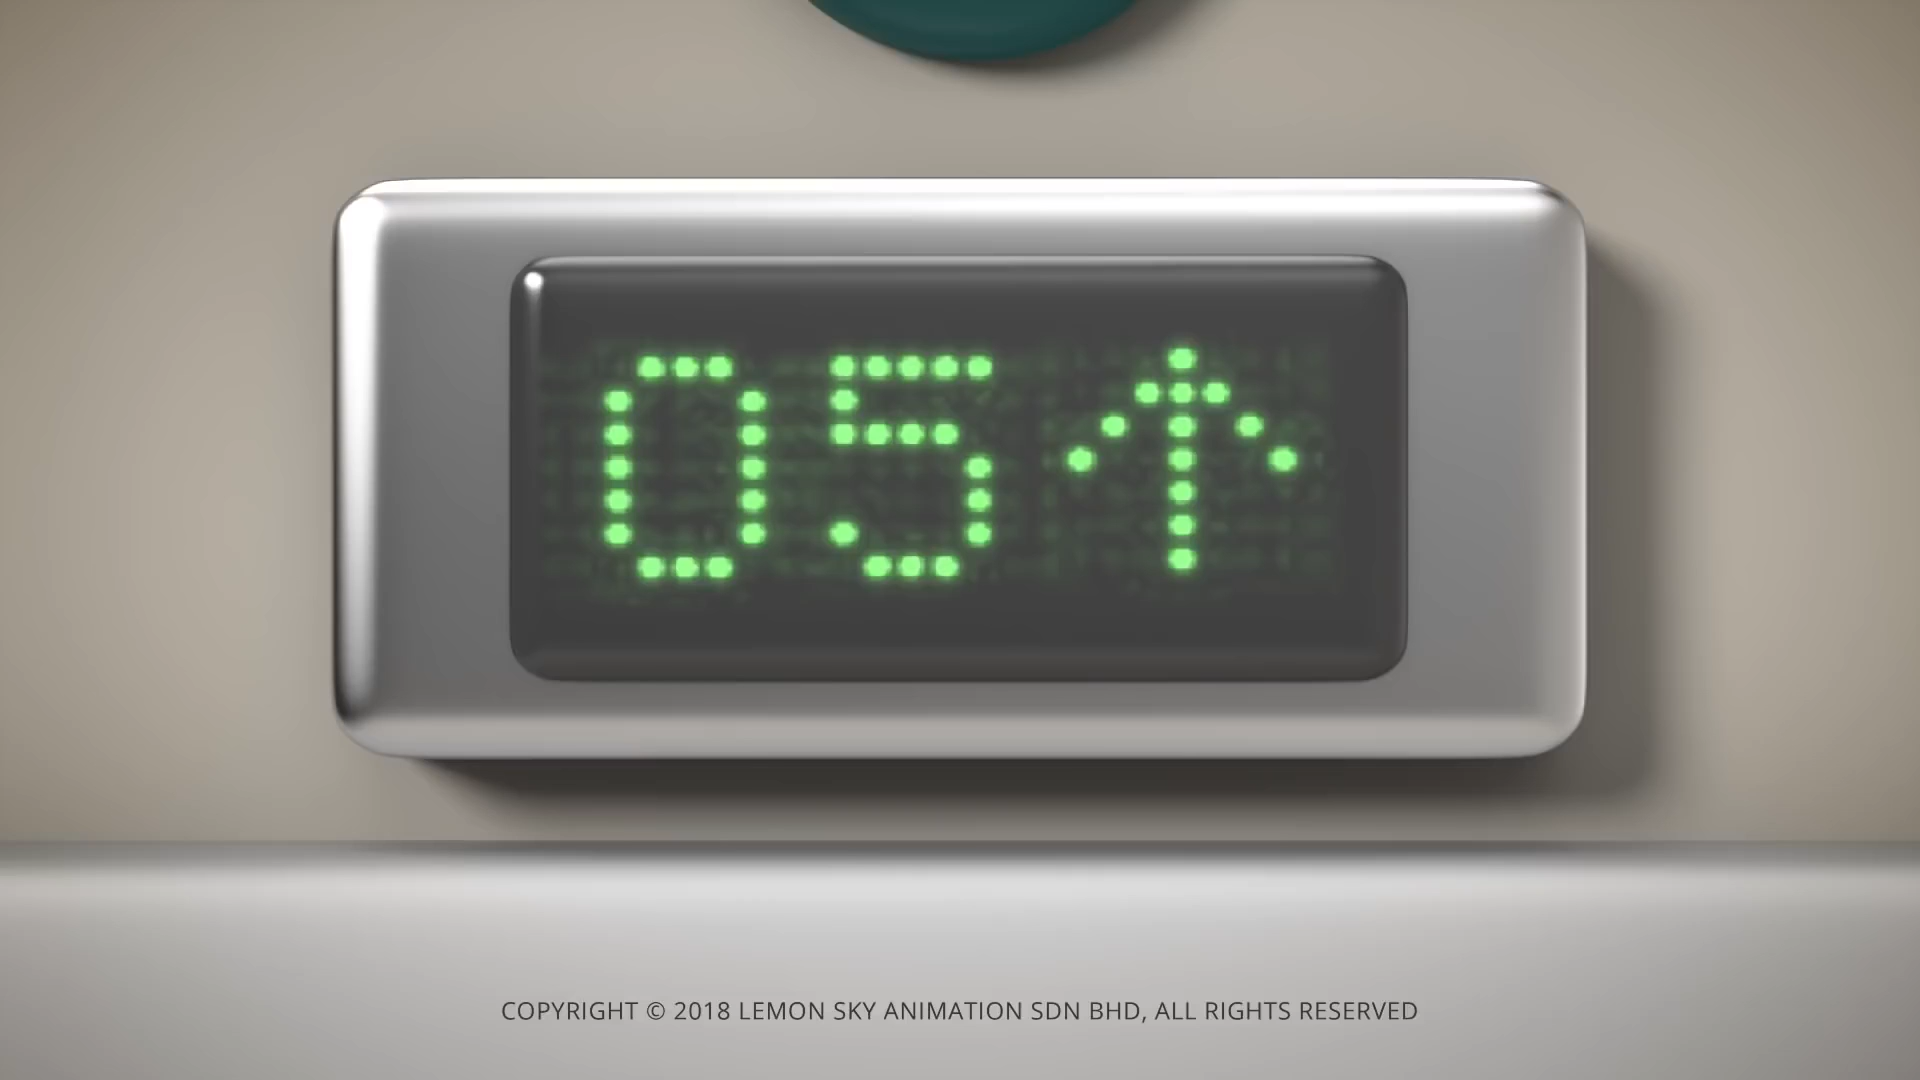 05↑
COPYRIGHT © 2018 LEMON SKY ANIMATION SDN BHD, ALL RIGHTS RESERVED